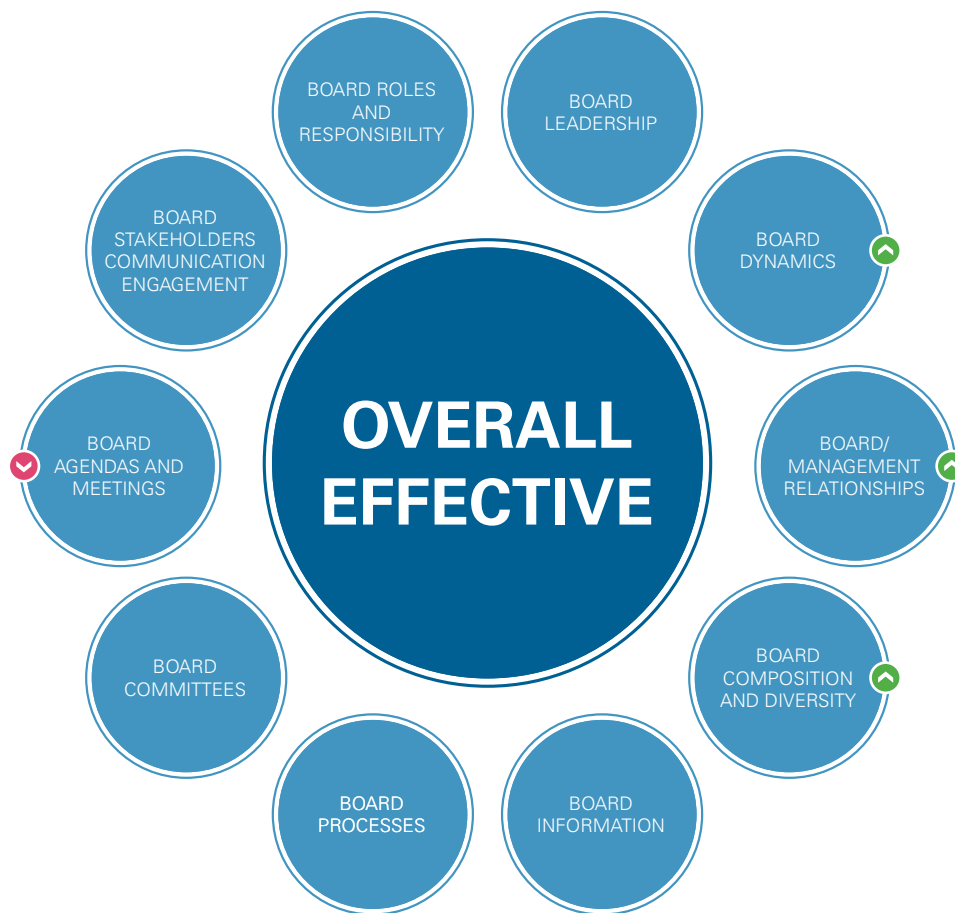 BOARD ROLES
AND
RESPONSIBILITY
BOARD
LEADERSHIP
BOARD
STAKEHOLDERS
COMMUNICATION
ENGAGEMENT
BOARD
DYNAMICS
OVERALL
EFFECTIVE
BOARD
AGENDAS AND
MEETINGS
BOARD/
MANAGEMENT
RELATIONSHIPS
BOARD
COMMITTEES
BOARD
COMPOSITION
AND DIVERSITY
BOARD
PROCESSES
BOARD
INFORMATION